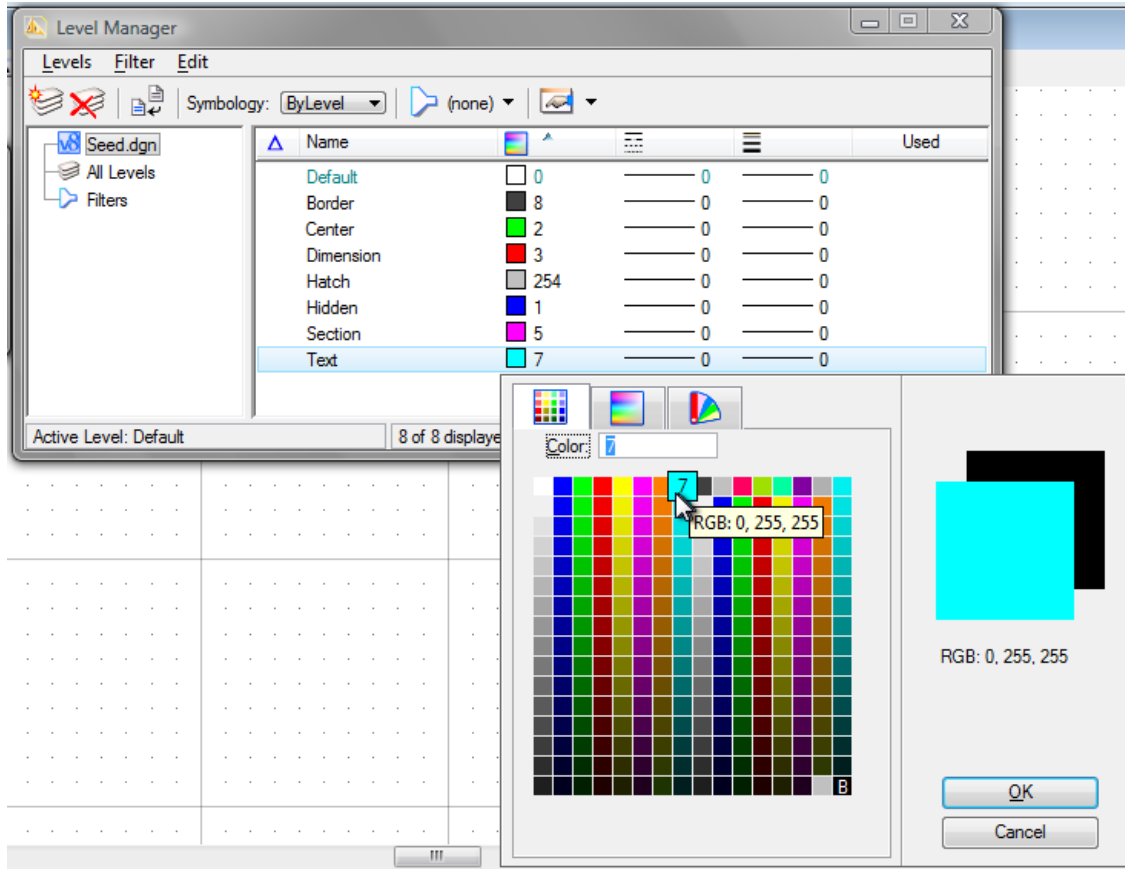 Level Manager
Levels Filter Edit
Symbology: ByLevel (none)
V8 Seed.dgn
All Levels
Filters
Name Used
Default 0 0 0
Border 8 0 0
Center 2 0 0
Dimension 3 0 0
Hatch 254 0 0
Hidden 1 0 0
Section 5 0 0
Text 7 0 0
Active Level: Default 8 of 8 displaye
Color: 7
7
RGB: 0, 255, 255
B
RGB: 0, 255, 255
OK
Cancel